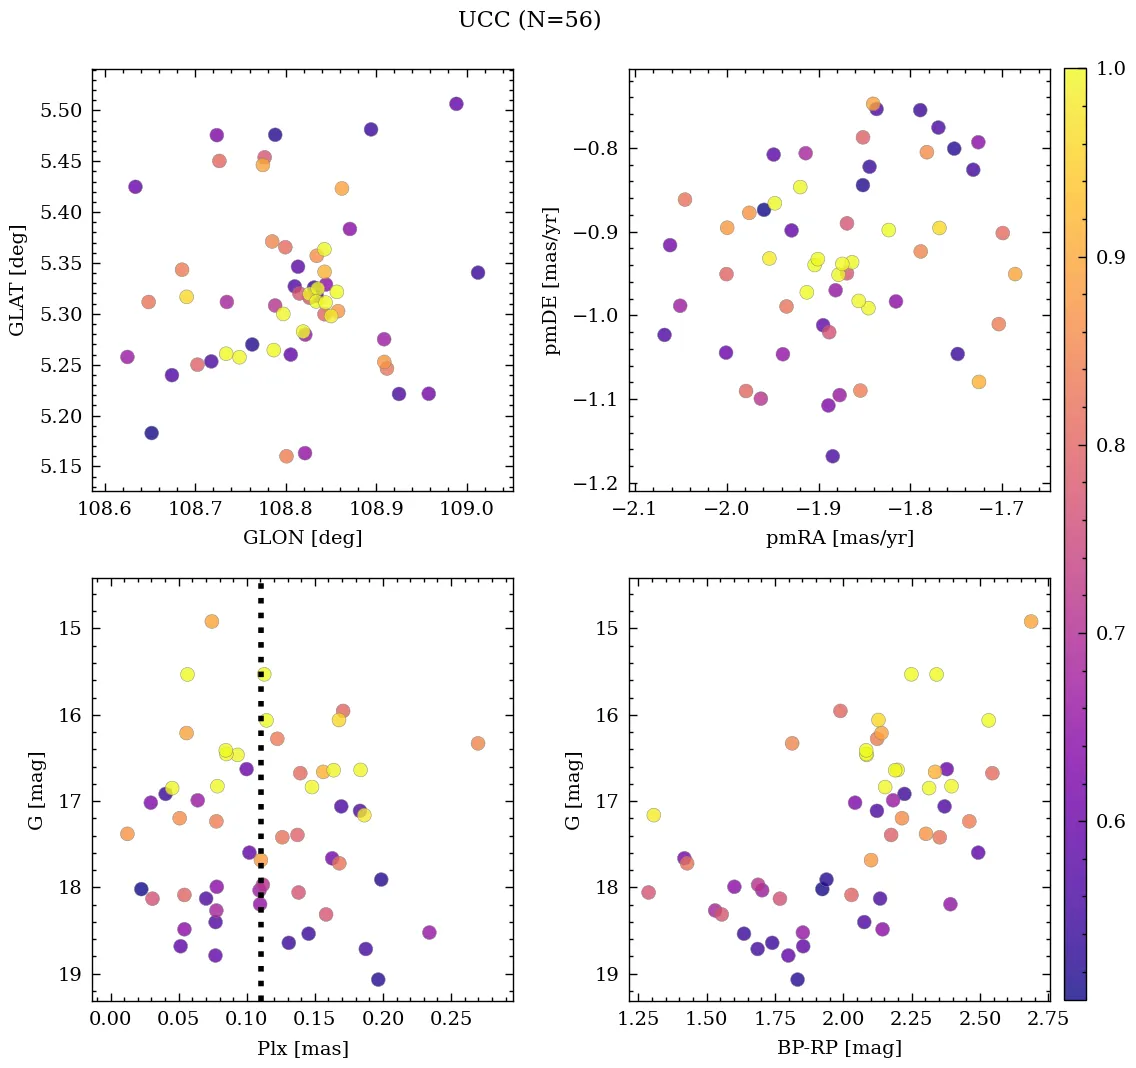 UCC (N=56)
5.50
5.45
5.40
5.35
5.30
5.25
5.20
5.15
GLAT [deg]
108.6 108.7 108.8 108.9 109.0
GLON [deg]
−0.8
−0.9
−1.0
−1.1
−1.2
pmDE [mas/yr]
−2.1 −2.0 −1.9 −1.8 −1.7
pmRA [mas/yr]
1.0
0.9
0.8
0.7
0.6
15
16
17
18
19
G [mag]
0.00 0.05 0.10 0.15 0.20 0.25
Plx [mas]
15
16
17
18
19
G [mag]
1.25 1.50 1.75 2.00 2.25 2.50 2.75
BP-RP [mag]